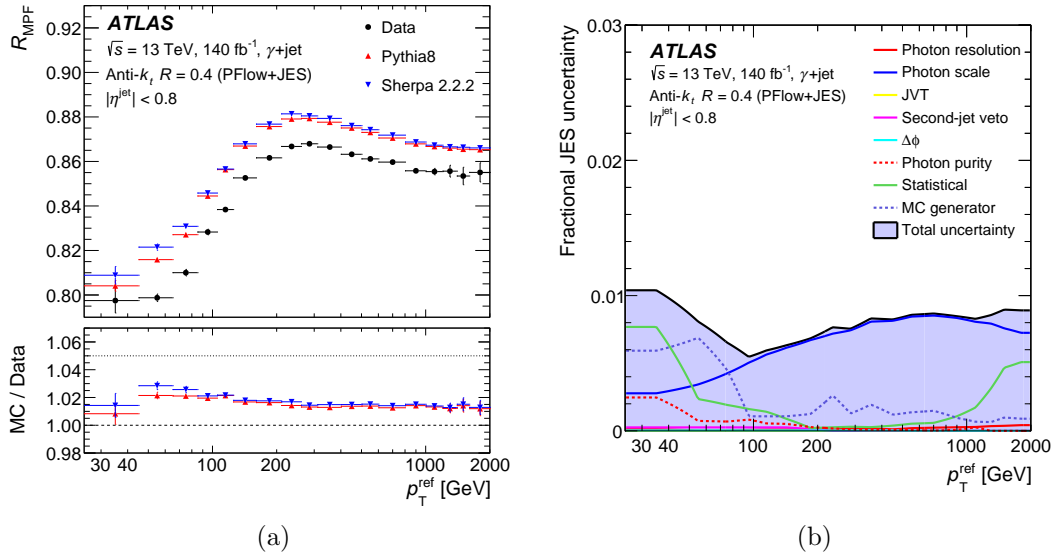 ATLAS
√s = 13 TeV, 140 fb⁻¹, γ+jet
Anti-kₜ R = 0.4 (PFlow+JES)
|η^jet| < 0.8
Data
Pythia8
Sherpa 2.2.2
R_MPF
0.92
0.90
0.88
0.86
0.84
0.82
0.80
MC / Data
1.06
1.04
1.02
1.00
0.98
30 40 100 200 1000 2000
p_T^ref [GeV]
(a)
ATLAS
√s = 13 TeV, 140 fb⁻¹, γ+jet
Anti-kₜ R = 0.4 (PFlow+JES)
|η^jet| < 0.8
Photon resolution
Photon scale
JVT
Second-jet veto
Δϕ
Photon purity
Statistical
MC generator
Total uncertainty
Fractional JES uncertainty
0.03
0.02
0.01
0
30 40 100 200 1000 2000
p_T^ref [GeV]
(b)